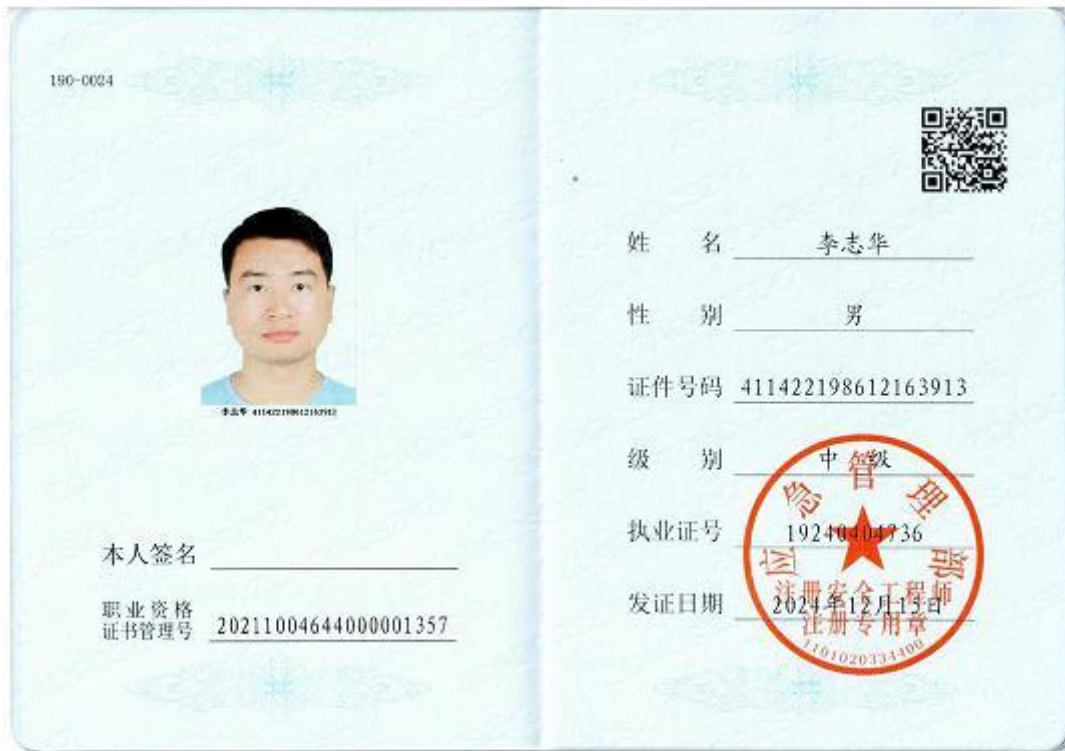 190-0024
李志华 411422198612163913
本人签名
职业资格
证书管理号 20211004644000001357
姓 名 李志华
性 别 男
证件号码 411422198612163913
级 别 中级
执业证号 19240404736
发证日期 2024年12月15日
应急管理部
注册安全工程师
注册专用章
1101020334400